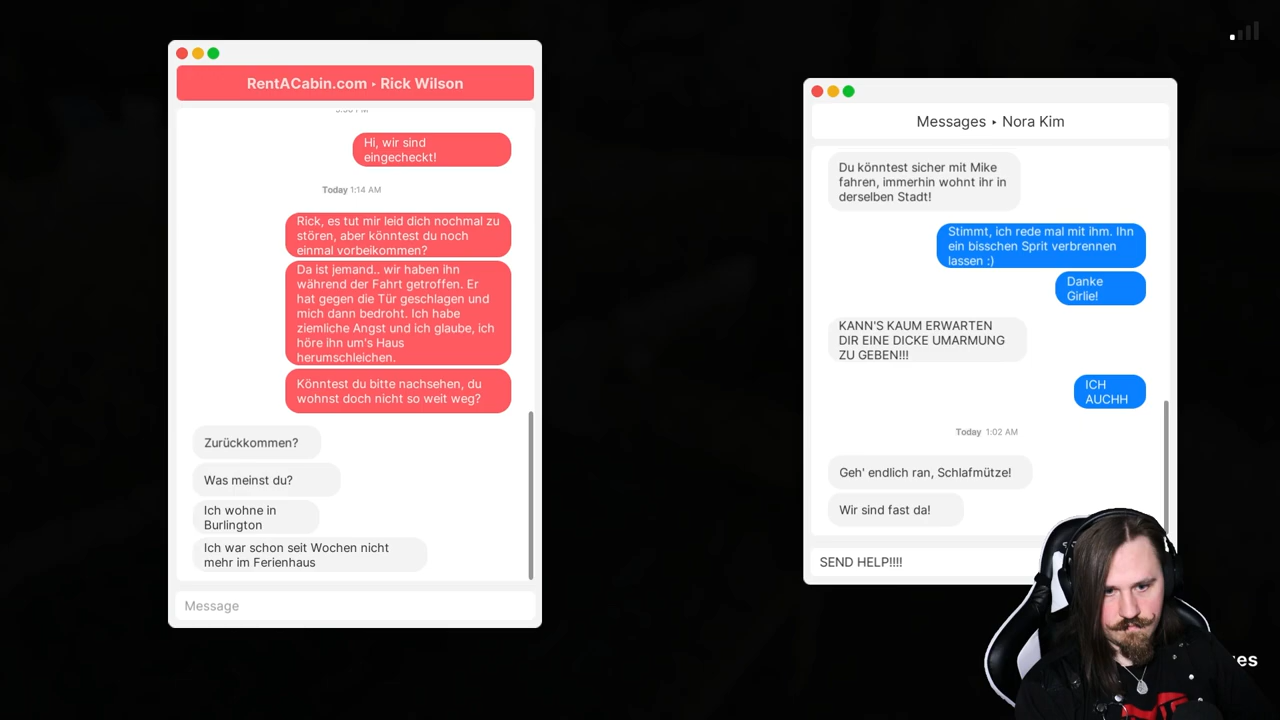 RentACabin.com ▸ Rick Wilson
Hi, wir sind
eingecheckt!
Today 1:14 AM
Rick, es tut mir leid dich nochmal zu
stören, aber könntest du noch
einmal vorbeikommen?
Da ist jemand.. wir haben ihn
während der Fahrt getroffen. Er
hat gegen die Tür geschlagen und
mich dann bedroht. Ich habe
ziemliche Angst und ich glaube, ich
höre ihn um's Haus
herumschleichen.
Könntest du bitte nachsehen, du
wohnst doch nicht so weit weg?
Zurückkommen?
Was meinst du?
Ich wohne in
Burlington
Ich war schon seit Wochen nicht
mehr im Ferienhaus
Message
Messages ▸ Nora Kim
Du könntest sicher mit Mike
fahren, immerhin wohnt ihr in
derselben Stadt!
Stimmt, ich rede mal mit ihm. Ihn
ein bisschen Sprit verbrennen
lassen :)
Danke
Girlie!
KANN'S KAUM ERWARTEN
DIR EINE DICKE UMARMUNG
ZU GEBEN!!!
ICH
AUCHH
Today 1:02 AM
Geh' endlich ran, Schlafmütze!
Wir sind fast da!
SEND HELP!!!!